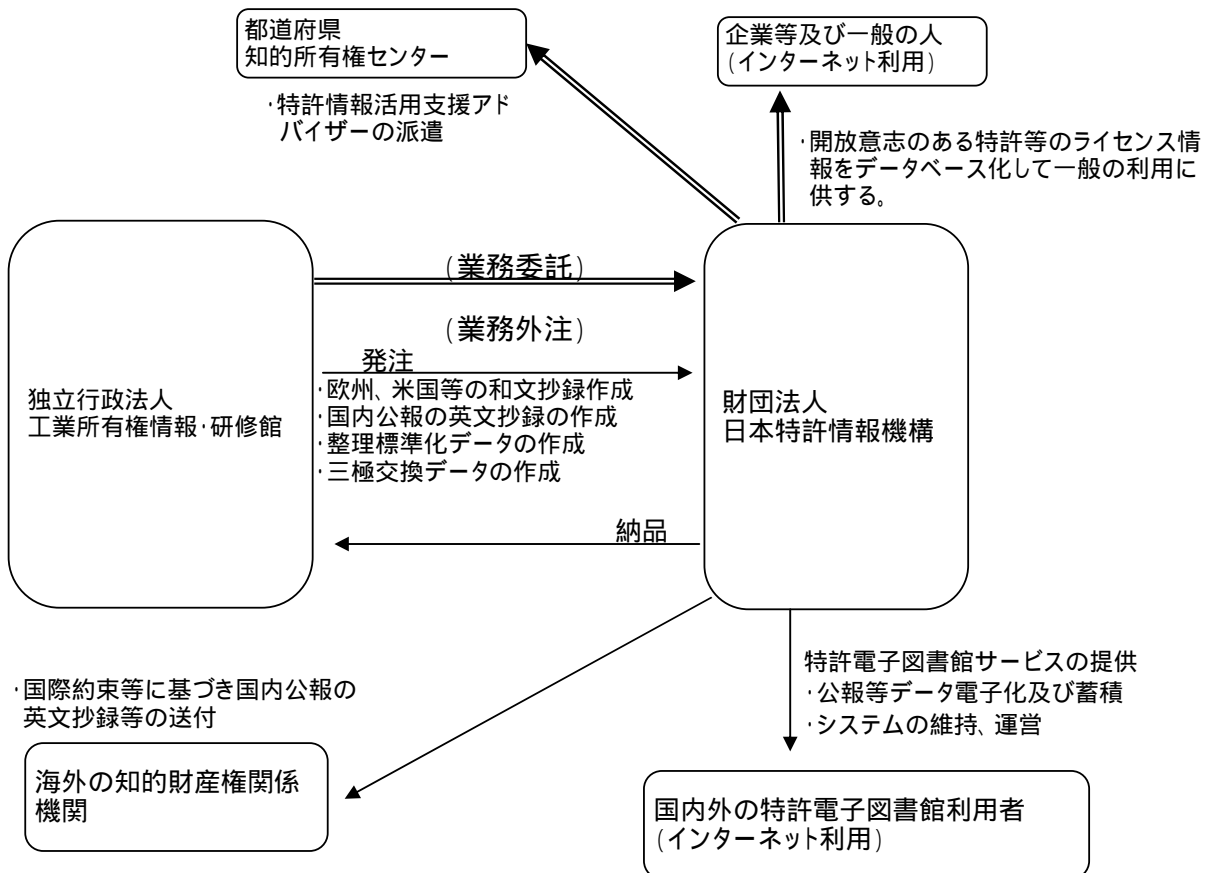 都道府県
知的所有権センター
企業等及び一般の人
(インターネット利用)
・特許情報活用支援アド
バイザーの派遣
・開放意志のある特許等のライセンス情
報をデータベース化して一般の利用に
供する。
(業務委託)
(業務外注)
発注
・欧州、米国等の和文抄録作成
・国内公報の英文抄録の作成
・整理標準化データの作成
・三極交換データの作成
独立行政法人
工業所有権情報・研修館
財団法人
日本特許情報機構
納品
・国際約束等に基づき国内公報の
英文抄録等の送付
特許電子図書館サービスの提供
・公報等データ電子化及び蓄積
・システムの維持、運営
海外の知的財産権関係
機関
国内外の特許電子図書館利用者
(インターネット利用)